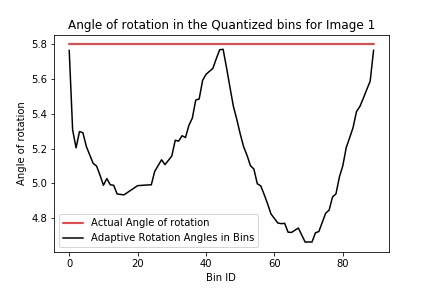 Angle of rotation in the Quantized bins for Image 1
5.8
5.6
5.4
5.2
5.0
4.8
Angle of rotation
Actual Angle of rotation
Adaptive Rotation Angles in Bins
0 20 40 60 80
Bin ID